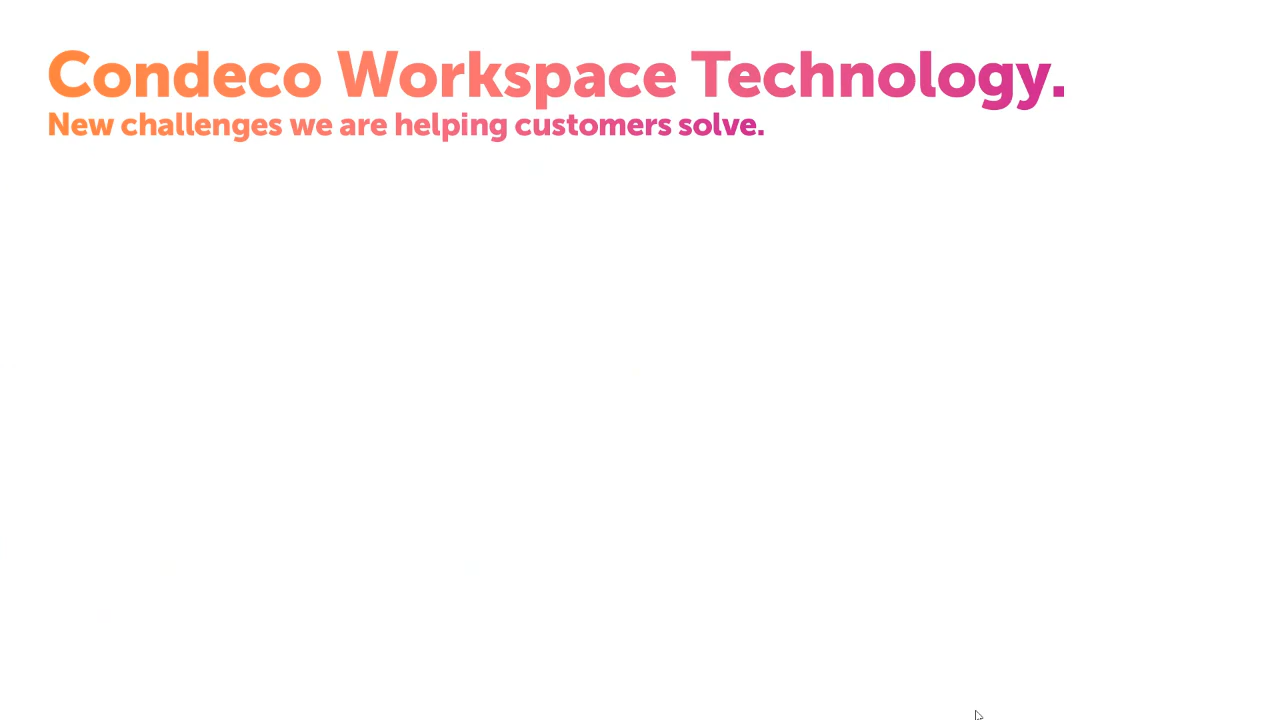 Condeco Workspace Technology.
New challenges we are helping customers solve.